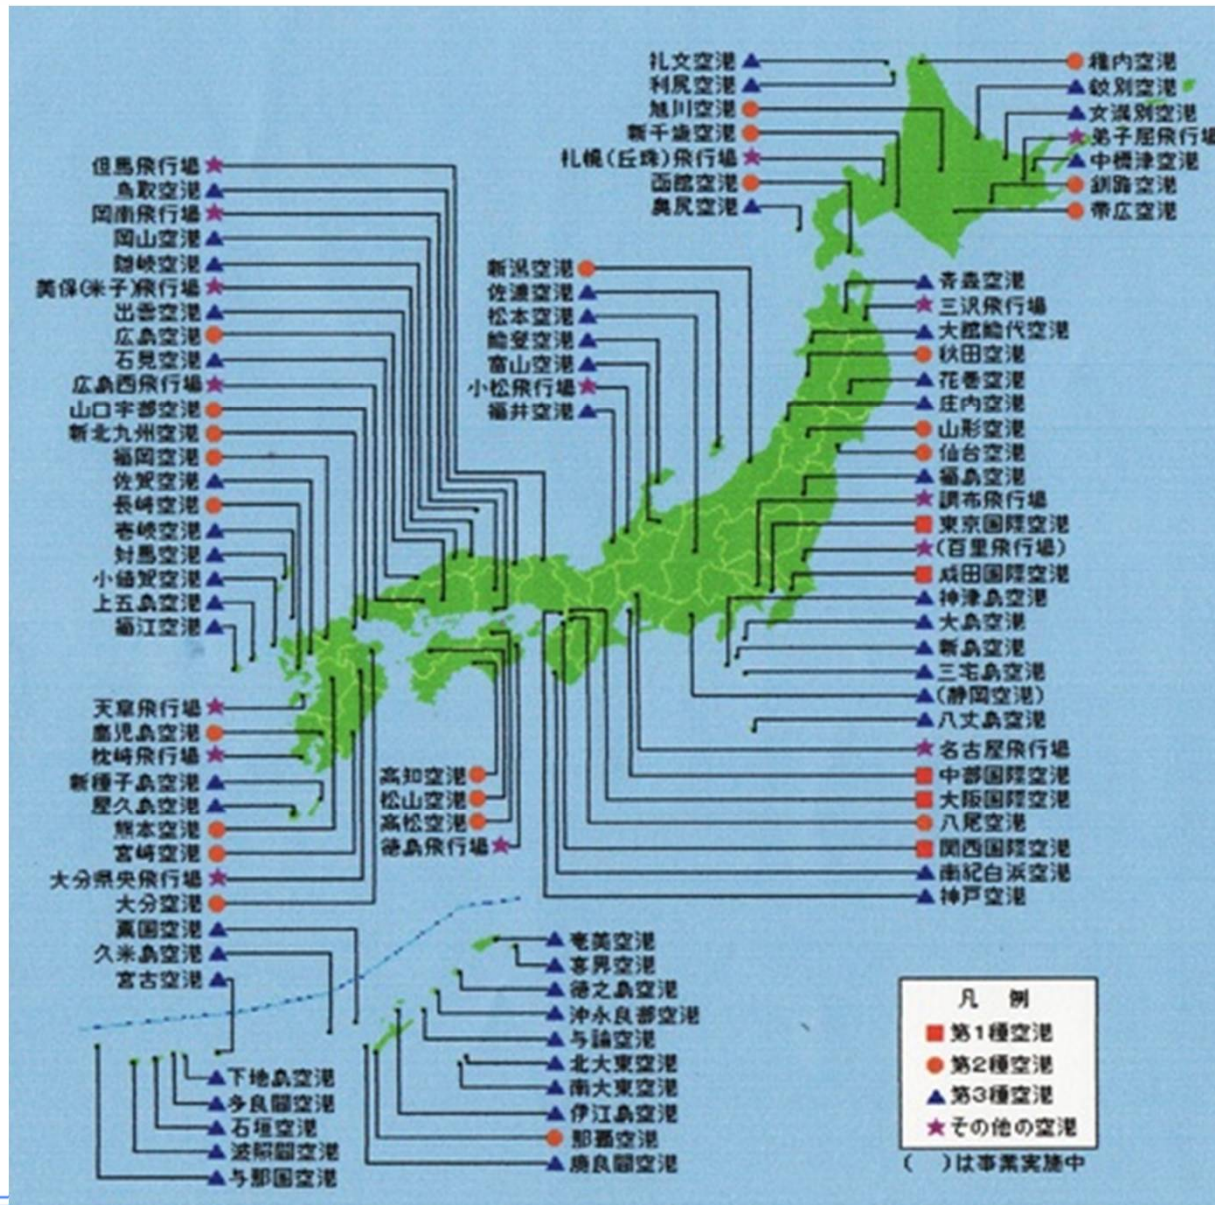 礼文空港
利尻空港
旭川空港
新千歳空港
札幌(丘珠)飛行場
函館空港
奥尻空港
稚内空港
紋別空港
女満別空港
弟子屈飛行場
中標津空港
釧路空港
帯広空港
但馬飛行場
鳥取空港
岡南飛行場
岡山空港
隠岐空港
美保(米子)飛行場
出雲空港
広島空港
石見空港
広島西飛行場
山口宇部空港
新北九州空港
福岡空港
佐賀空港
長崎空港
壱岐空港
対馬空港
小値賀空港
上五島空港
福江空港
新潟空港
佐渡空港
松本空港
能登空港
富山空港
小松飛行場
福井空港
青森空港
三沢飛行場
大館能代空港
秋田空港
花巻空港
庄内空港
山形空港
仙台空港
福島空港
調布飛行場
東京国際空港
(百里飛行場)
成田国際空港
神津島空港
大島空港
新島空港
三宅島空港
(静岡空港)
八丈島空港
名古屋飛行場
中部国際空港
大阪国際空港
八尾空港
関西国際空港
南紀白浜空港
神戸空港
天草飛行場
鹿児島空港
枕崎飛行場
新種子島空港
屋久島空港
熊本空港
宮崎空港
大分県央飛行場
大分空港
粟国空港
久米島空港
宮古空港
高知空港
松山空港
高松空港
徳島飛行場
下地島空港
多良間空港
石垣空港
波照間空港
与那国空港
奄美空港
喜界空港
徳之島空港
沖永良部空港
与論空港
北大東空港
南大東空港
伊江島空港
那覇空港
慶良間空港
凡 例
第1種空港
第2種空港
第3種空港
その他の空港
( )は事業実施中